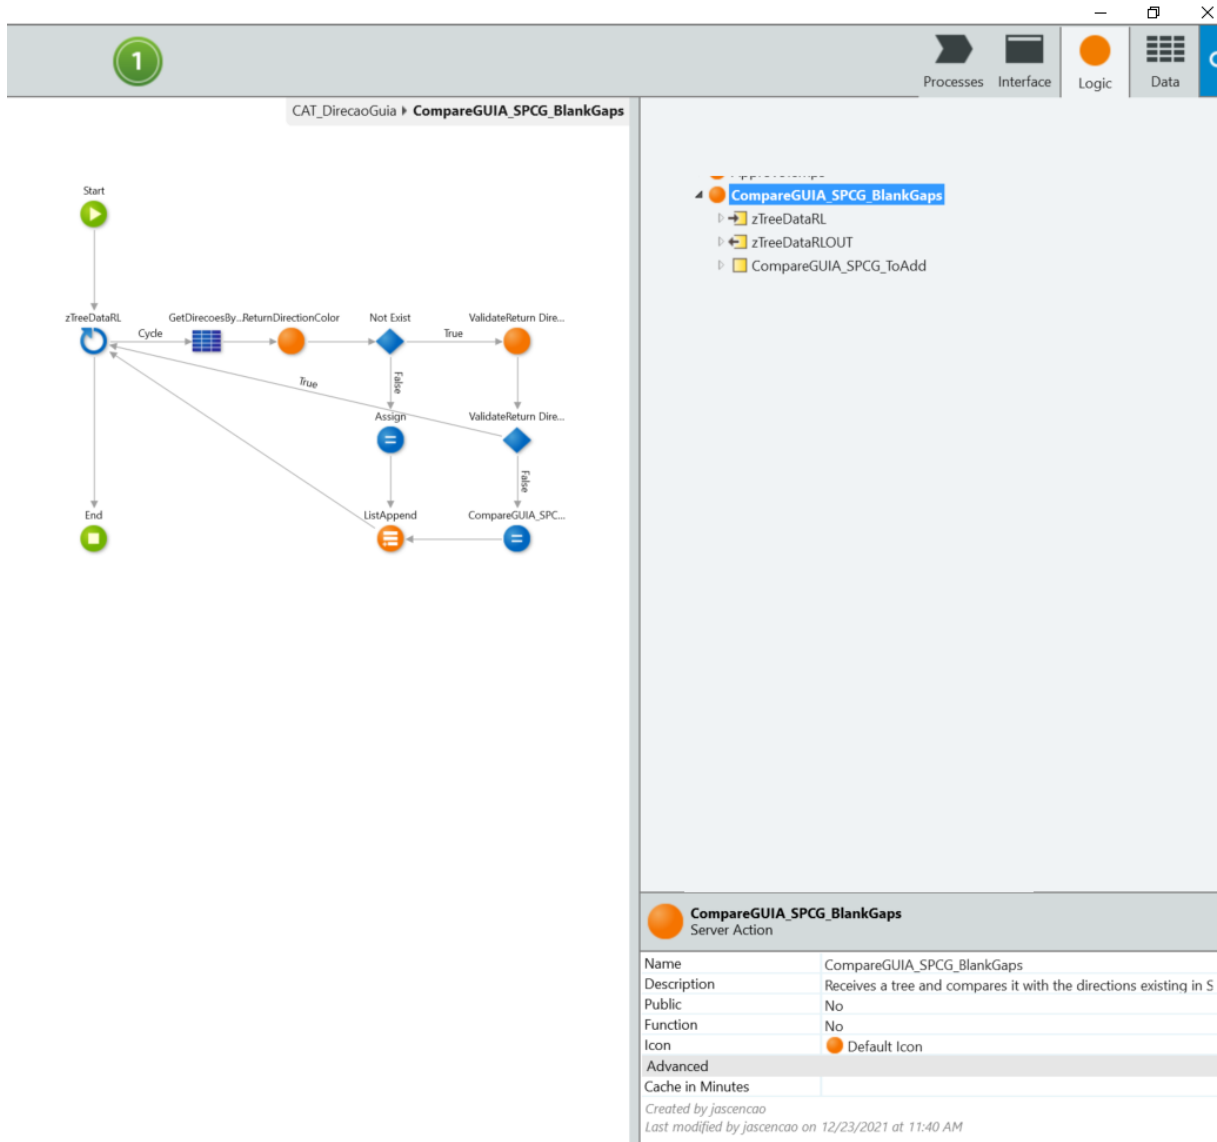 1
Processes
Interface
Logic
Data
CAT_DirecaoGuia CompareGUIA_SPCG_BlankGaps
Start
zTreeDataRL
Cycle
GetDirecoesBy...
ReturnDirectionColor
Not Exist
True
ValidateReturn Dire...
True
False
Assign
ValidateReturn Dire...
False
End
ListAppend
CompareGUIA_SPC...
CompareGUIA_SPCG_BlankGaps
zTreeDataRL
zTreeDataRLOUT
CompareGUIA_SPCG_ToAdd
CompareGUIA_SPCG_BlankGaps
Server Action
Name CompareGUIA_SPCG_BlankGaps
Description Receives a tree and compares it with the directions existing in S
Public No
Function No
Icon Default Icon
Advanced
Cache in Minutes
Created by jascencao
Last modified by jascencao on 12/23/2021 at 11:40 AM